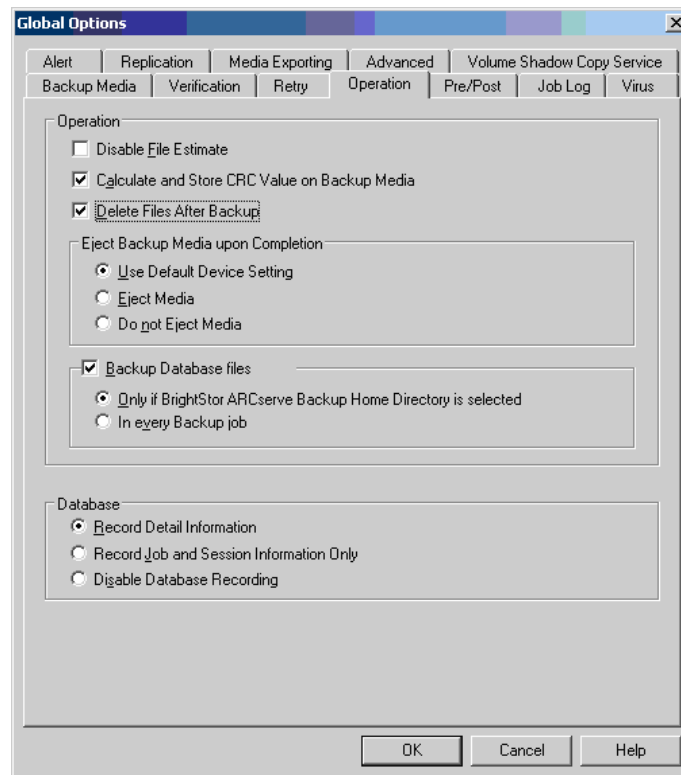 Global Options
Alert Replication Media Exporting Advanced Volume Shadow Copy Service
Backup Media Verification Retry Operation Pre/Post Job Log Virus
Operation
Disable File Estimate
Calculate and Store CRC Value on Backup Media
Delete Files After Backup
Eject Backup Media upon Completion
Use Default Device Setting
Eject Media
Do not Eject Media
Backup Database files
Only if BrightStor ARCserve Backup Home Directory is selected
In every Backup job
Database
Record Detail Information
Record Job and Session Information Only
Disable Database Recording
OK Cancel Help